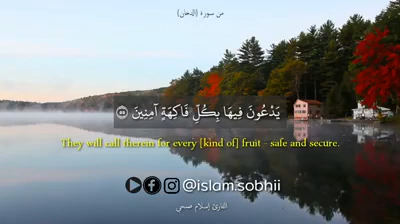 من سورة (الدخان)
يَدْعُونَ فِيهَا بِكُلِّ فَاكِهَةٍ آمِنِينَ ۝٥٥
They will call therein for every [kind of] fruit - safe and secure.
@islam.sobhii
القارئ إسلام صبحي